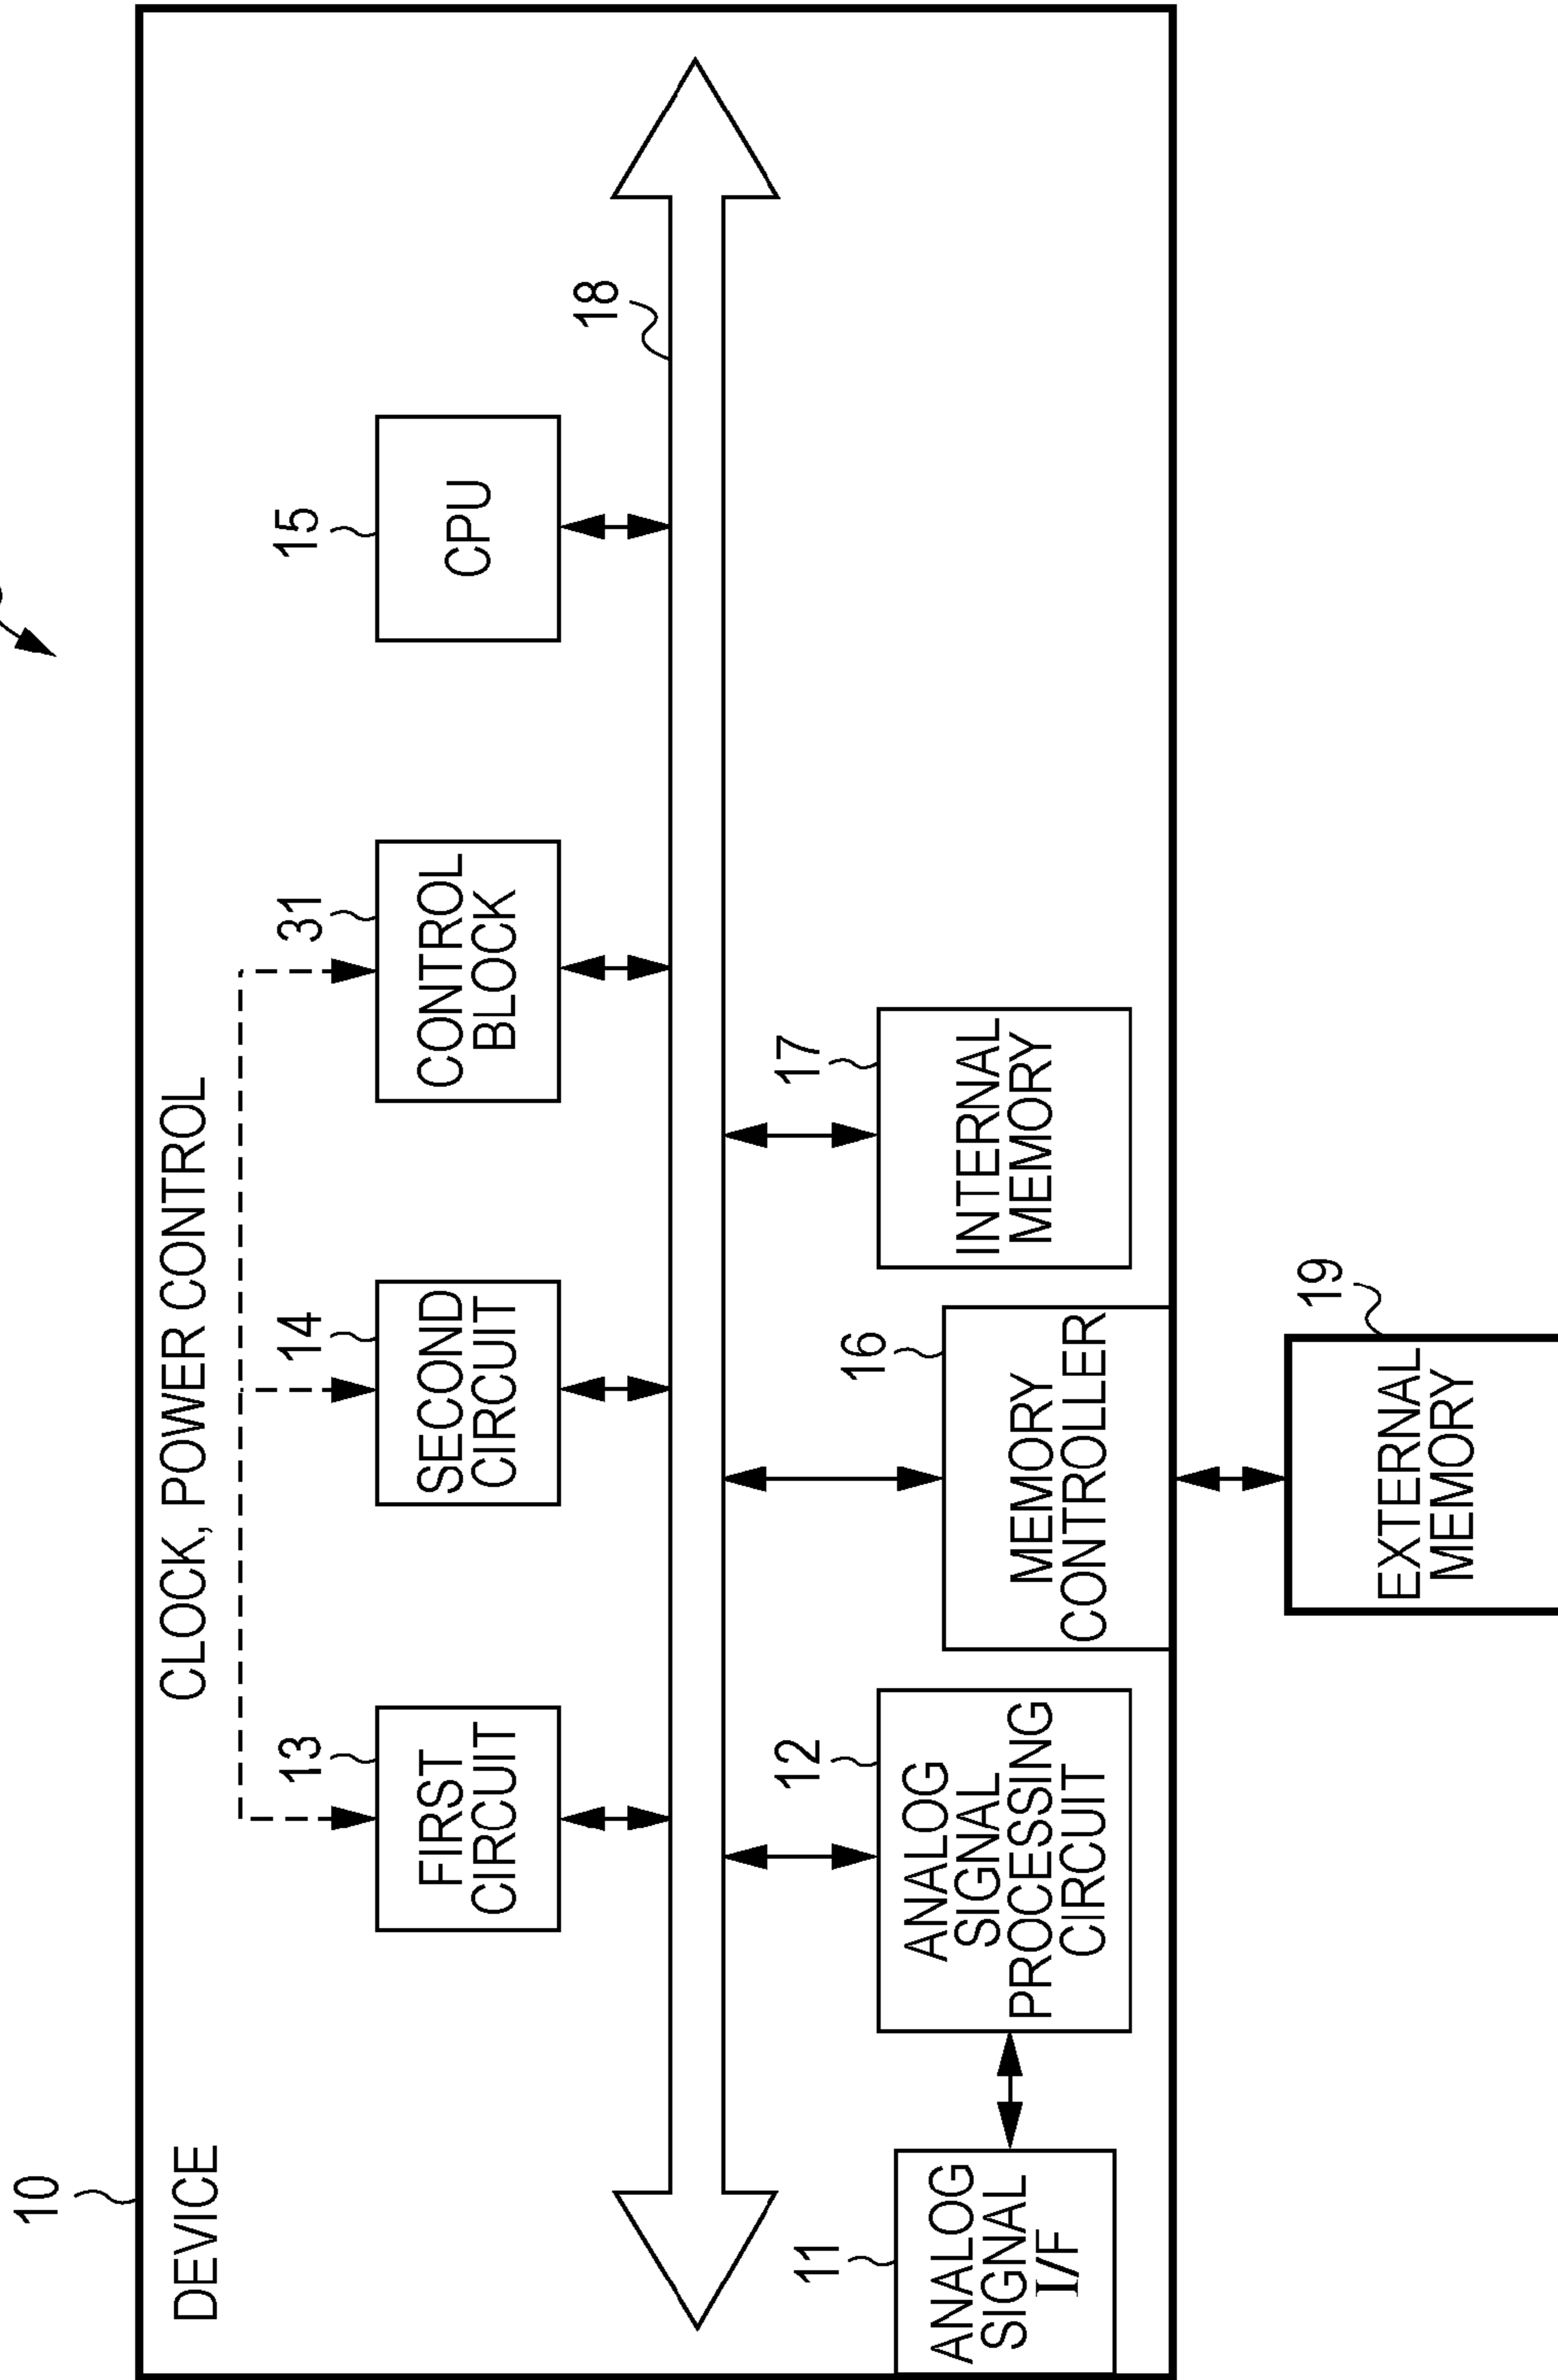 10
DEVICE
CLOCK, POWER CONTROL
13
FIRST
CIRCUIT
14
SECOND
CIRCUIT
31
CONTROL
BLOCK
15
CPU
18
11
ANALOG
SIGNAL
I/F
12
ANALOG
SIGNAL
PROCESSING
CIRCUIT
16
MEMORY
CONTROLLER
17
INTERNAL
MEMORY
19
EXTERNAL
MEMORY